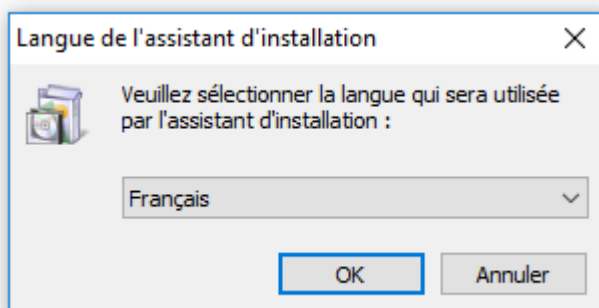 Langue de l'assistant d'installation
Veuillez sélectionner la langue qui sera utilisée
par l'assistant d'installation :
Français
OK
Annuler